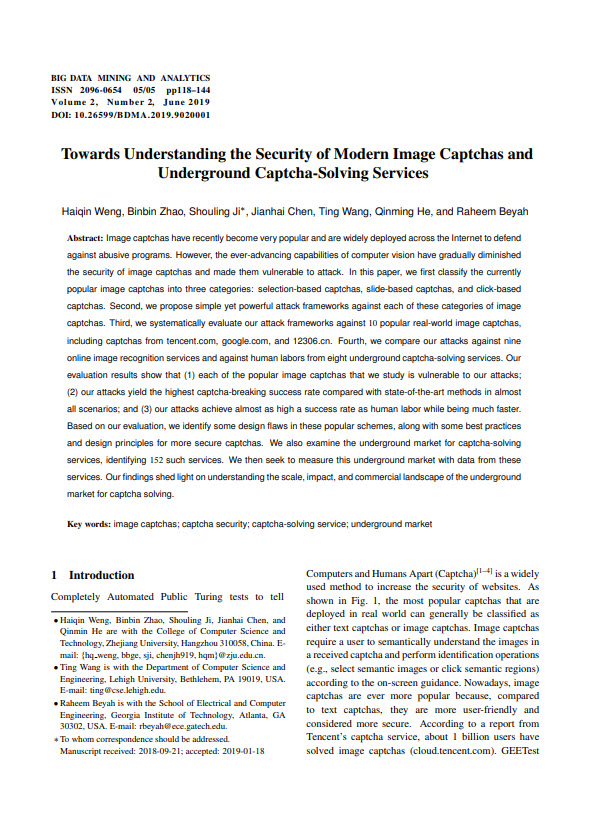 BIG DATA MINING AND ANALYTICS
ISSN 2096-0654 05/05 pp118–144
Volume 2, Number 2, June 2019
DOI: 10.26599/BDMA.2019.9020001
Towards Understanding the Security of Modern Image Captchas and
Underground Captcha-Solving Services
Haiqin Weng, Binbin Zhao, Shouling Ji*, Jianhai Chen, Ting Wang, Qinming He, and Raheem Beyah
Abstract: Image captchas have recently become very popular and are widely deployed across the Internet to defend
against abusive programs. However, the ever-advancing capabilities of computer vision have gradually diminished
the security of image captchas and made them vulnerable to attack. In this paper, we first classify the currently
popular image captchas into three categories: selection-based captchas, slide-based captchas, and click-based
captchas. Second, we propose simple yet powerful attack frameworks against each of these categories of image
captchas. Third, we systematically evaluate our attack frameworks against 10 popular real-world image captchas,
including captchas from tencent.com, google.com, and 12306.cn. Fourth, we compare our attacks against nine
online image recognition services and against human labors from eight underground captcha-solving services. Our
evaluation results show that (1) each of the popular image captchas that we study is vulnerable to our attacks;
(2) our attacks yield the highest captcha-breaking success rate compared with state-of-the-art methods in almost
all scenarios; and (3) our attacks achieve almost as high a success rate as human labor while being much faster.
Based on our evaluation, we identify some design flaws in these popular schemes, along with some best practices
and design principles for more secure captchas. We also examine the underground market for captcha-solving
services, identifying 152 such services. We then seek to measure this underground market with data from these
services. Our findings shed light on understanding the scale, impact, and commercial landscape of the underground
market for captcha solving.
Key words: image captchas; captcha security; captcha-solving service; underground market
1 Introduction
Completely Automated Public Turing tests to tell
• Haiqin Weng, Binbin Zhao, Shouling Ji, Jianhai Chen, and
Qinmin He are with the College of Computer Science and
Technology, Zhejiang University, Hangzhou 310058, China. E-
mail: {hq_weng, bbge, sji, chenjh919, hqm}@zju.edu.cn.
• Ting Wang is with the Department of Computer Science and
Engineering, Lehigh University, Bethlehem, PA 19019, USA.
E-mail: ting@cse.lehigh.edu.
• Raheem Beyah is with the School of Electrical and Computer
Engineering, Georgia Institute of Technology, Atlanta, GA
30302, USA. E-mail: rbeyah@ece.gatech.edu.
* To whom correspondence should be addressed.
Manuscript received: 2018-09-21; accepted: 2019-01-18
Computers and Humans Apart (Captcha)[1–4] is a widely
used method to increase the security of websites. As
shown in Fig. 1, the most popular captchas that are
deployed in real world can generally be classified as
either text captchas or image captchas. Image captchas
require a user to semantically understand the images in
a received captcha and perform identification operations
(e.g., select semantic images or click semantic regions)
according to the on-screen guidance. Nowadays, image
captchas are ever more popular because, compared
to text captchas, they are more user-friendly and
considered more secure. According to a report from
Tencent's captcha service, about 1 billion users have
solved image captchas (cloud.tencent.com). GEETest